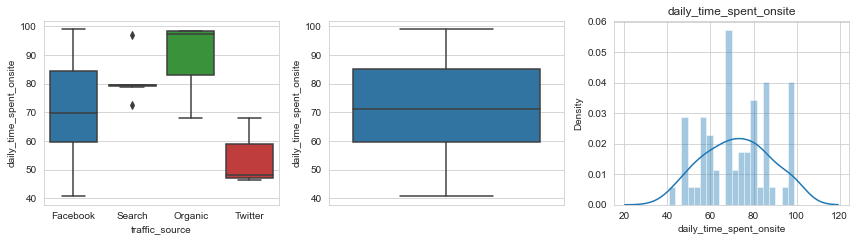 100
90
80
70
60
50
40
daily_time_spent_onsite
Facebook Search Organic Twitter
traffic_source
100
90
80
70
60
50
40
daily_time_spent_onsite
daily_time_spent_onsite
0.06
0.05
0.04
0.03
0.02
0.01
0.00
Density
20 40 60 80 100 120
daily_time_spent_onsite